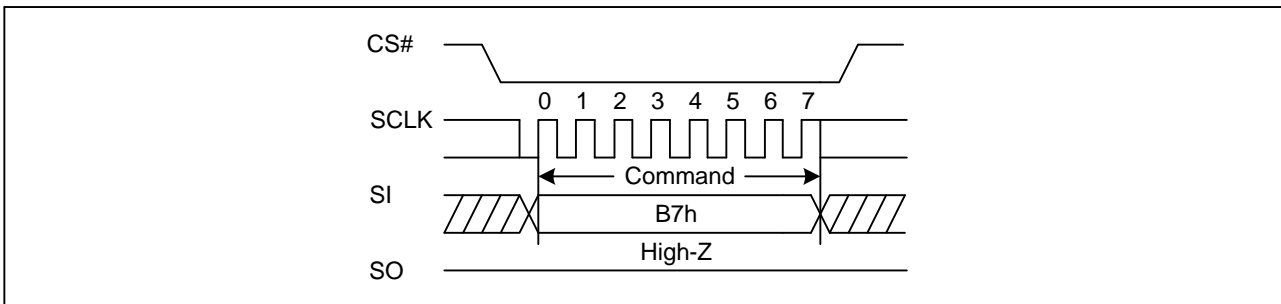 CS#
0 1 2 3 4 5 6 7
SCLK
Command
SI
B7h
High-Z
SO